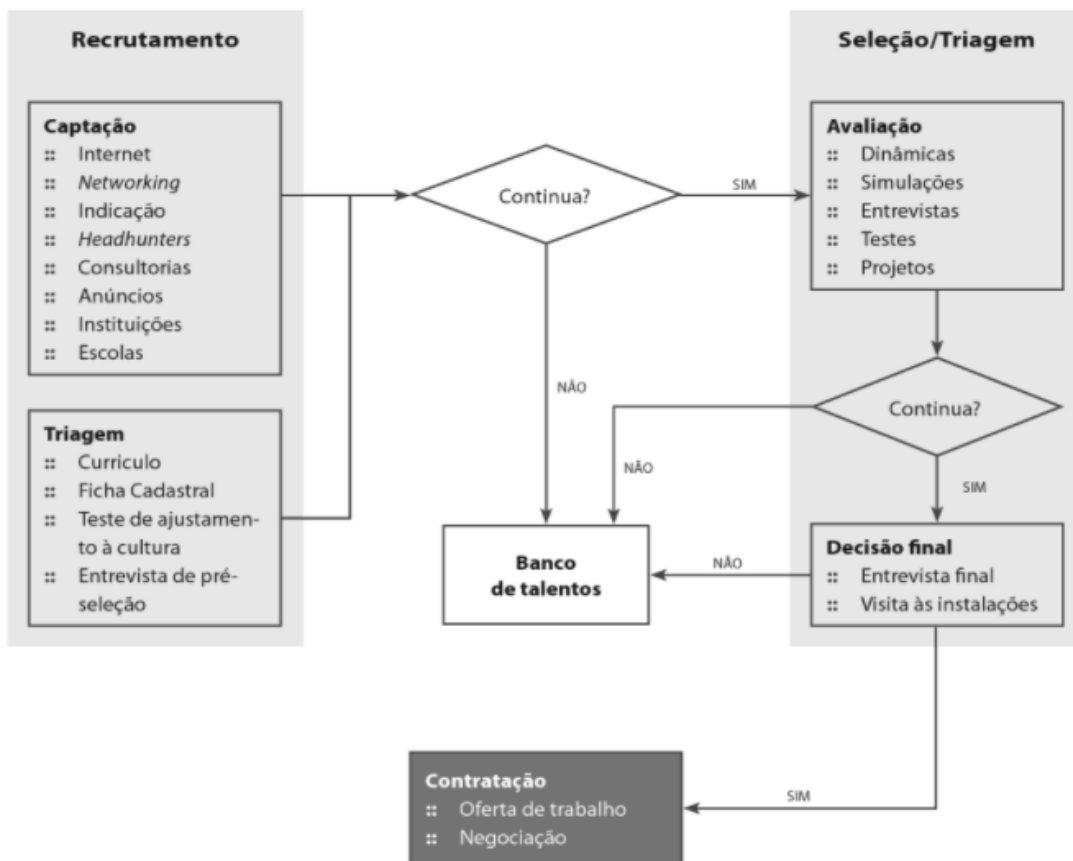 Recrutamento
Captação
:: Internet
:: Networking
:: Indicação
:: Headhunters
:: Consultorias
:: Anúncios
:: Instituições
:: Escolas
Triagem
:: Curriculo
:: Ficha Cadastral
:: Teste de ajustamen-
to à cultura
:: Entrevista de pré-
seleção
Continua?
SIM
NÃO
Seleção/Triagem
Avaliação
:: Dinâmicas
:: Simulações
:: Entrevistas
:: Testes
:: Projetos
Continua?
NÃO
SIM
Decisão final
:: Entrevista final
:: Visita às instalações
NÃO
Banco
de talentos
SIM
Contratação
:: Oferta de trabalho
:: Negociação